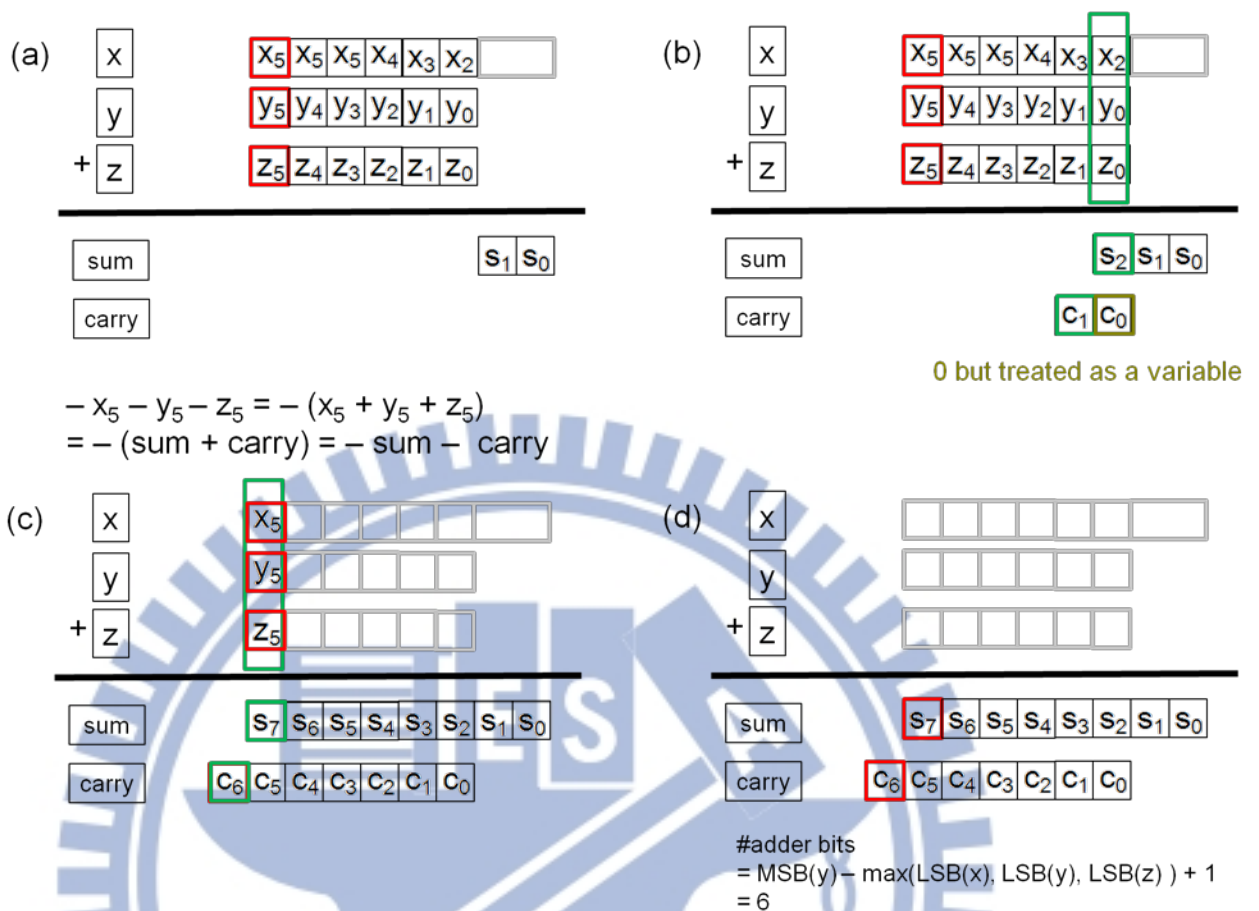 (a)
x x₅ x₅ x₅ x₄ x₃ x₂
y y₅ y₄ y₃ y₂ y₁ y₀
+ z z₅ z₄ z₃ z₂ z₁ z₀
sum s₁ s₀
carry
(b)
x x₅ x₅ x₅ x₄ x₃ x₂
y y₅ y₄ y₃ y₂ y₁ y₀
+ z z₅ z₄ z₃ z₂ z₁ z₀
sum s₂ s₁ s₀
carry c₁ c₀
0 but treated as a variable
– x₅ – y₅ – z₅ = – (x₅ + y₅ + z₅)
= – (sum + carry) = – sum – carry
(c)
x x₅
y y₅
+ z z₅
sum s₇ s₆ s₅ s₄ s₃ s₂ s₁ s₀
carry c₆ c₅ c₄ c₃ c₂ c₁ c₀
(d)
x
y
+ z
sum s₇ s₆ s₅ s₄ s₃ s₂ s₁ s₀
carry c₆ c₅ c₄ c₃ c₂ c₁ c₀
#adder bits
= MSB(y) – max(LSB(x), LSB(y), LSB(z) ) + 1
= 6
ESA